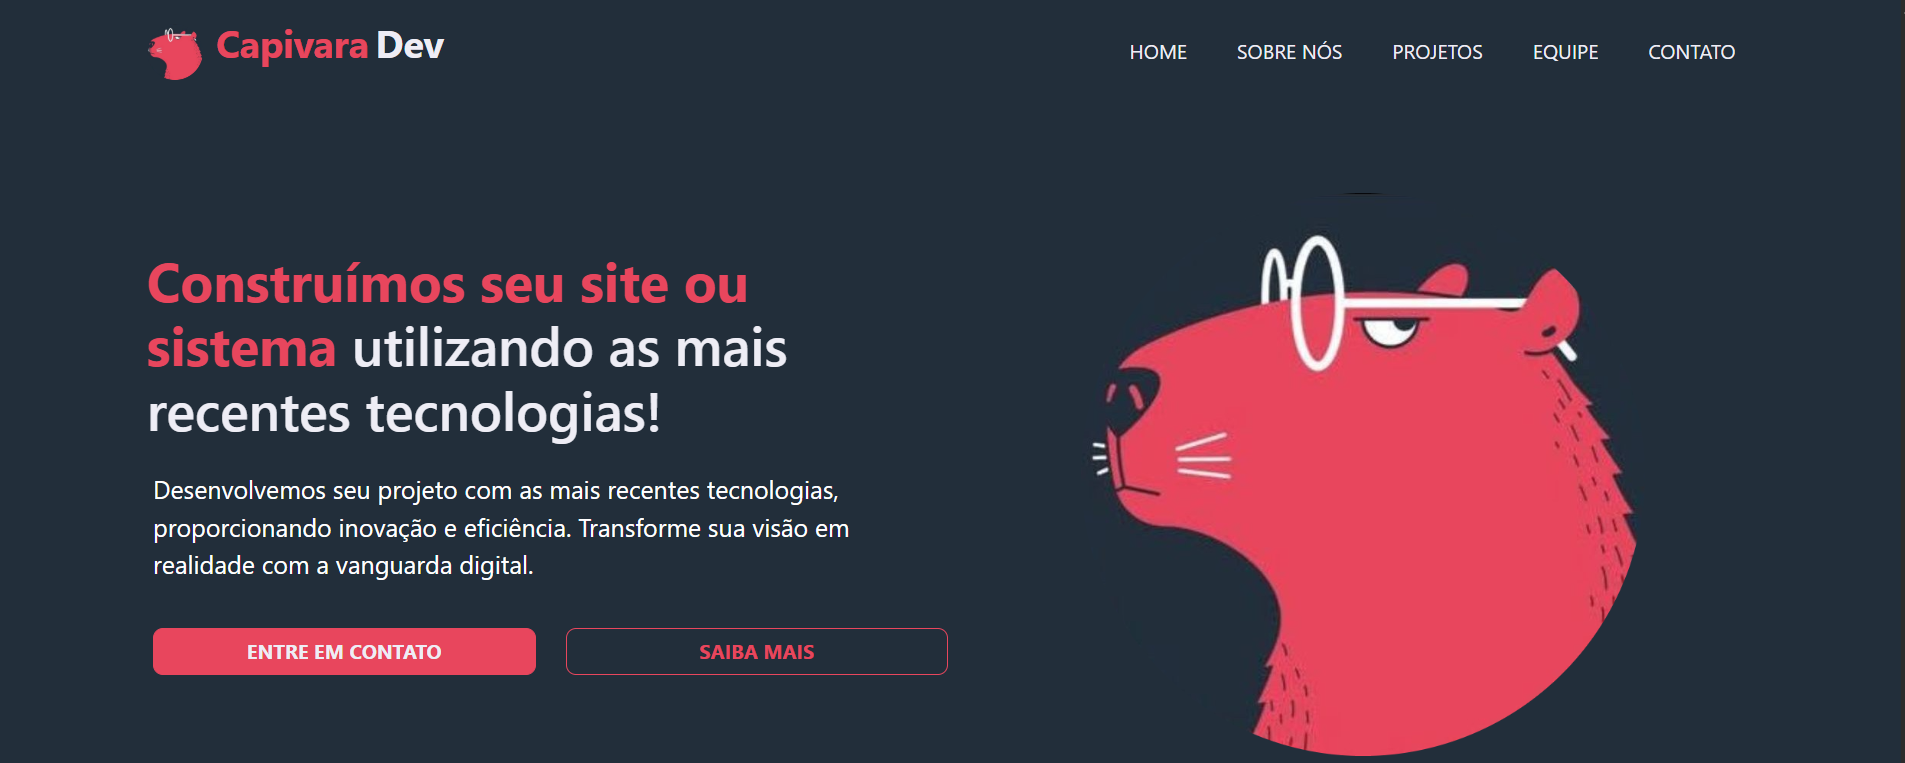 Capivara Dev
HOME
SOBRE NÓS
PROJETOS
EQUIPE
CONTATO
Construímos seu site ou
sistema utilizando as mais
recentes tecnologias!
Desenvolvemos seu projeto com as mais recentes tecnologias,
proporcionando inovação e eficiência. Transforme sua visão em
realidade com a vanguarda digital.
ENTRE EM CONTATO
SAIBA MAIS